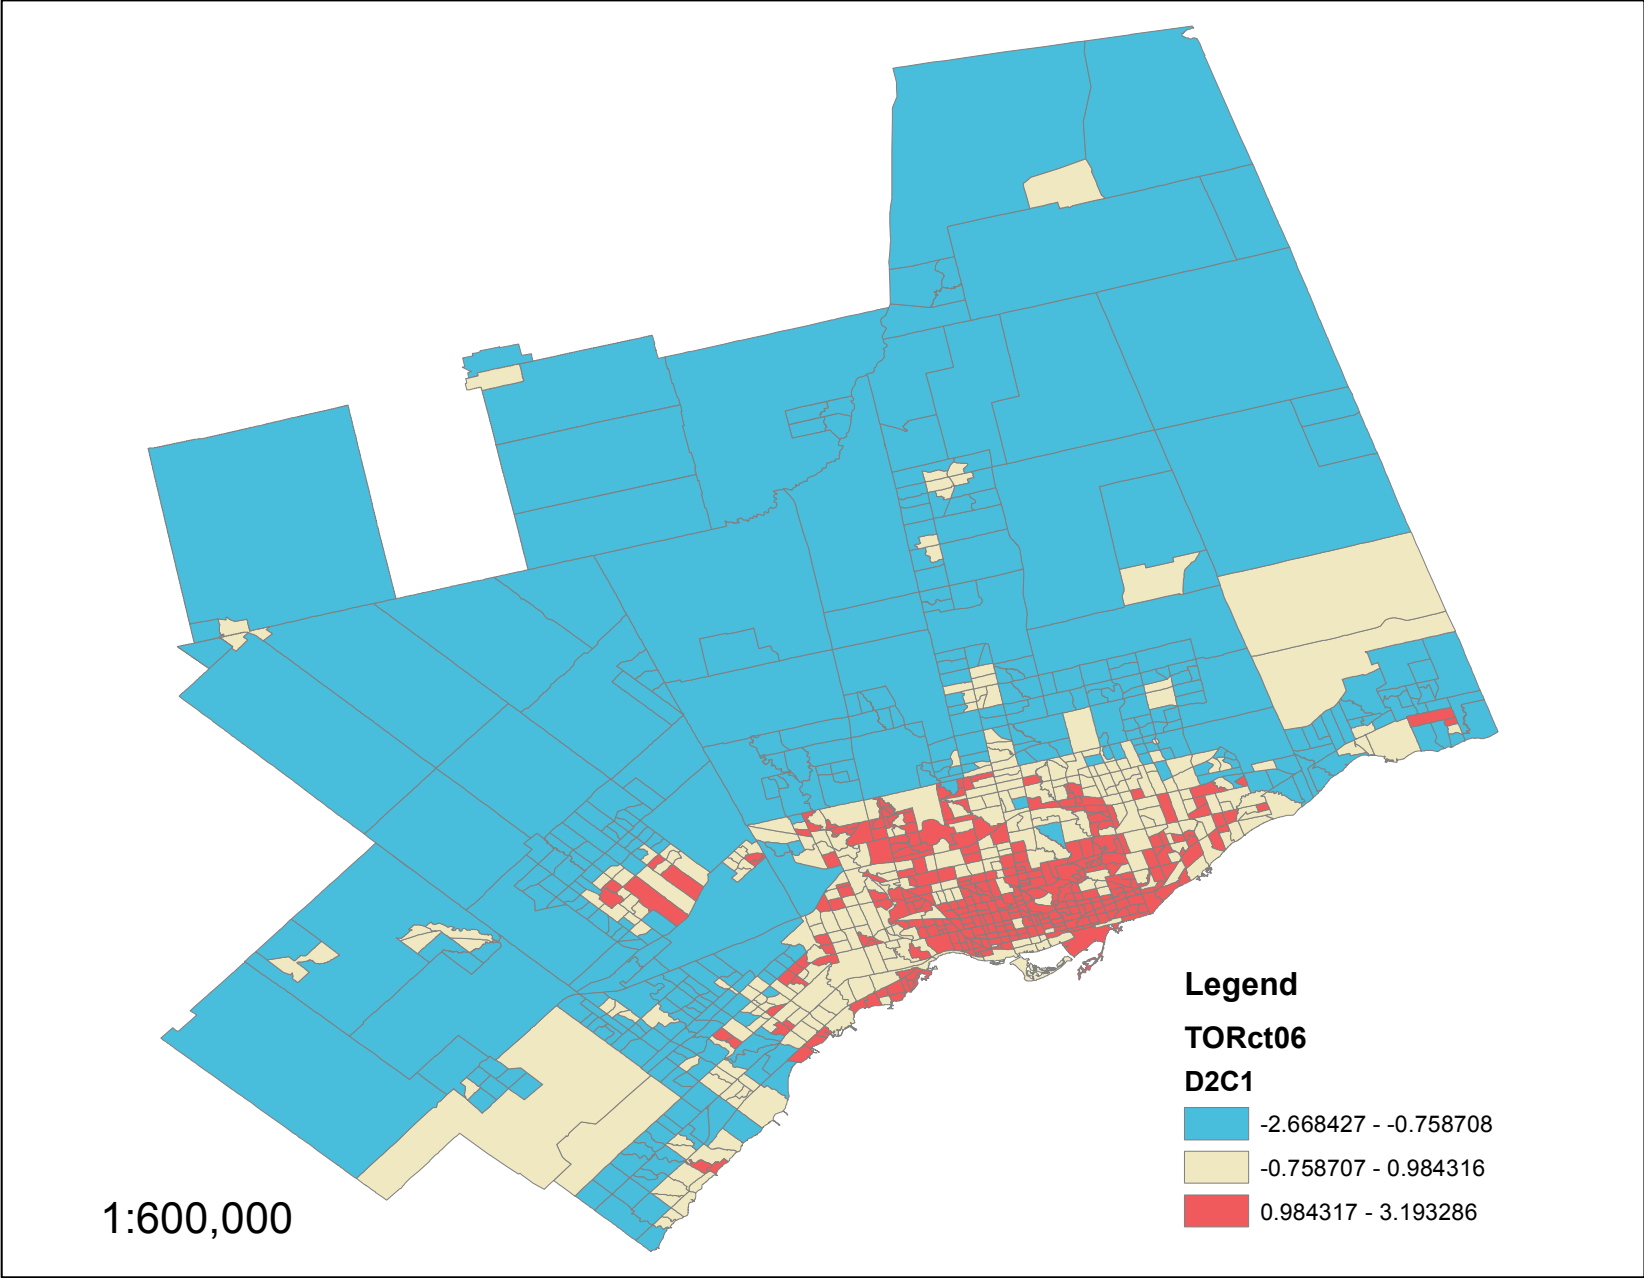 Legend
TORct06
D2C1
-2.668427 - -0.758708
-0.758707 - 0.984316
0.984317 - 3.193286
1:600,000